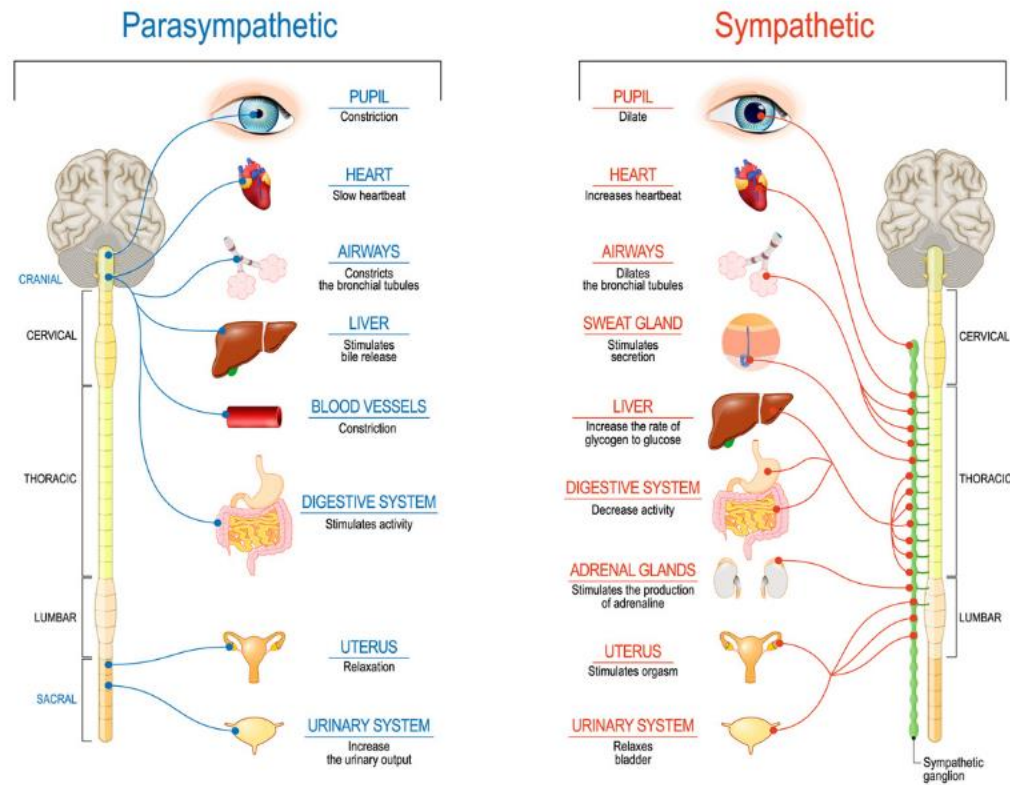 Parasympathetic
PUPIL
Constriction
HEART
Slow heartbeat
AIRWAYS
Constricts
the bronchial tubules
LIVER
Stimulates
bile release
BLOOD VESSELS
Constriction
DIGESTIVE SYSTEM
Stimulates activity
UTERUS
Relaxation
URINARY SYSTEM
Increase
the urinary output
CRANIAL
CERVICAL
THORACIC
LUMBAR
SACRAL
Sympathetic
PUPIL
Dilate
HEART
Increases heartbeat
AIRWAYS
Dilates
the bronchial tubules
SWEAT GLAND
Stimulates
secretion
LIVER
Increase the rate of
glycogen to glucose
DIGESTIVE SYSTEM
Decrease activity
ADRENAL GLANDS
Stimulates the production
of adrenaline
UTERUS
Stimulates orgasm
URINARY SYSTEM
Relaxes
bladder
CERVICAL
THORACIC
LUMBAR
Sympathetic
ganglion